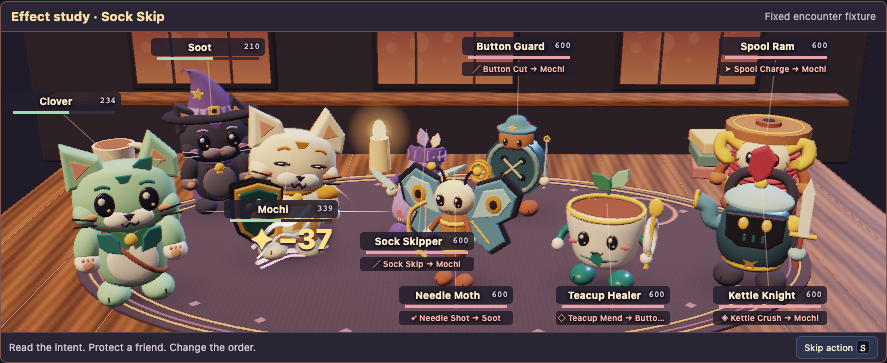 Effect study · Sock Skip
Fixed encounter fixture
Soot 210
Button Guard 600
Button Cut → Mochi
Spool Ram 600
Spool Charge → Mochi
Clover 234
Mochi 339
-37
Sock Skipper 600
Sock Skip → Mochi
Needle Moth 600
Needle Shot → Soot
Teacup Healer 600
Teacup Mend → Butto...
Kettle Knight 600
Kettle Crush → Mochi
Read the intent. Protect a friend. Change the order.
Skip action S